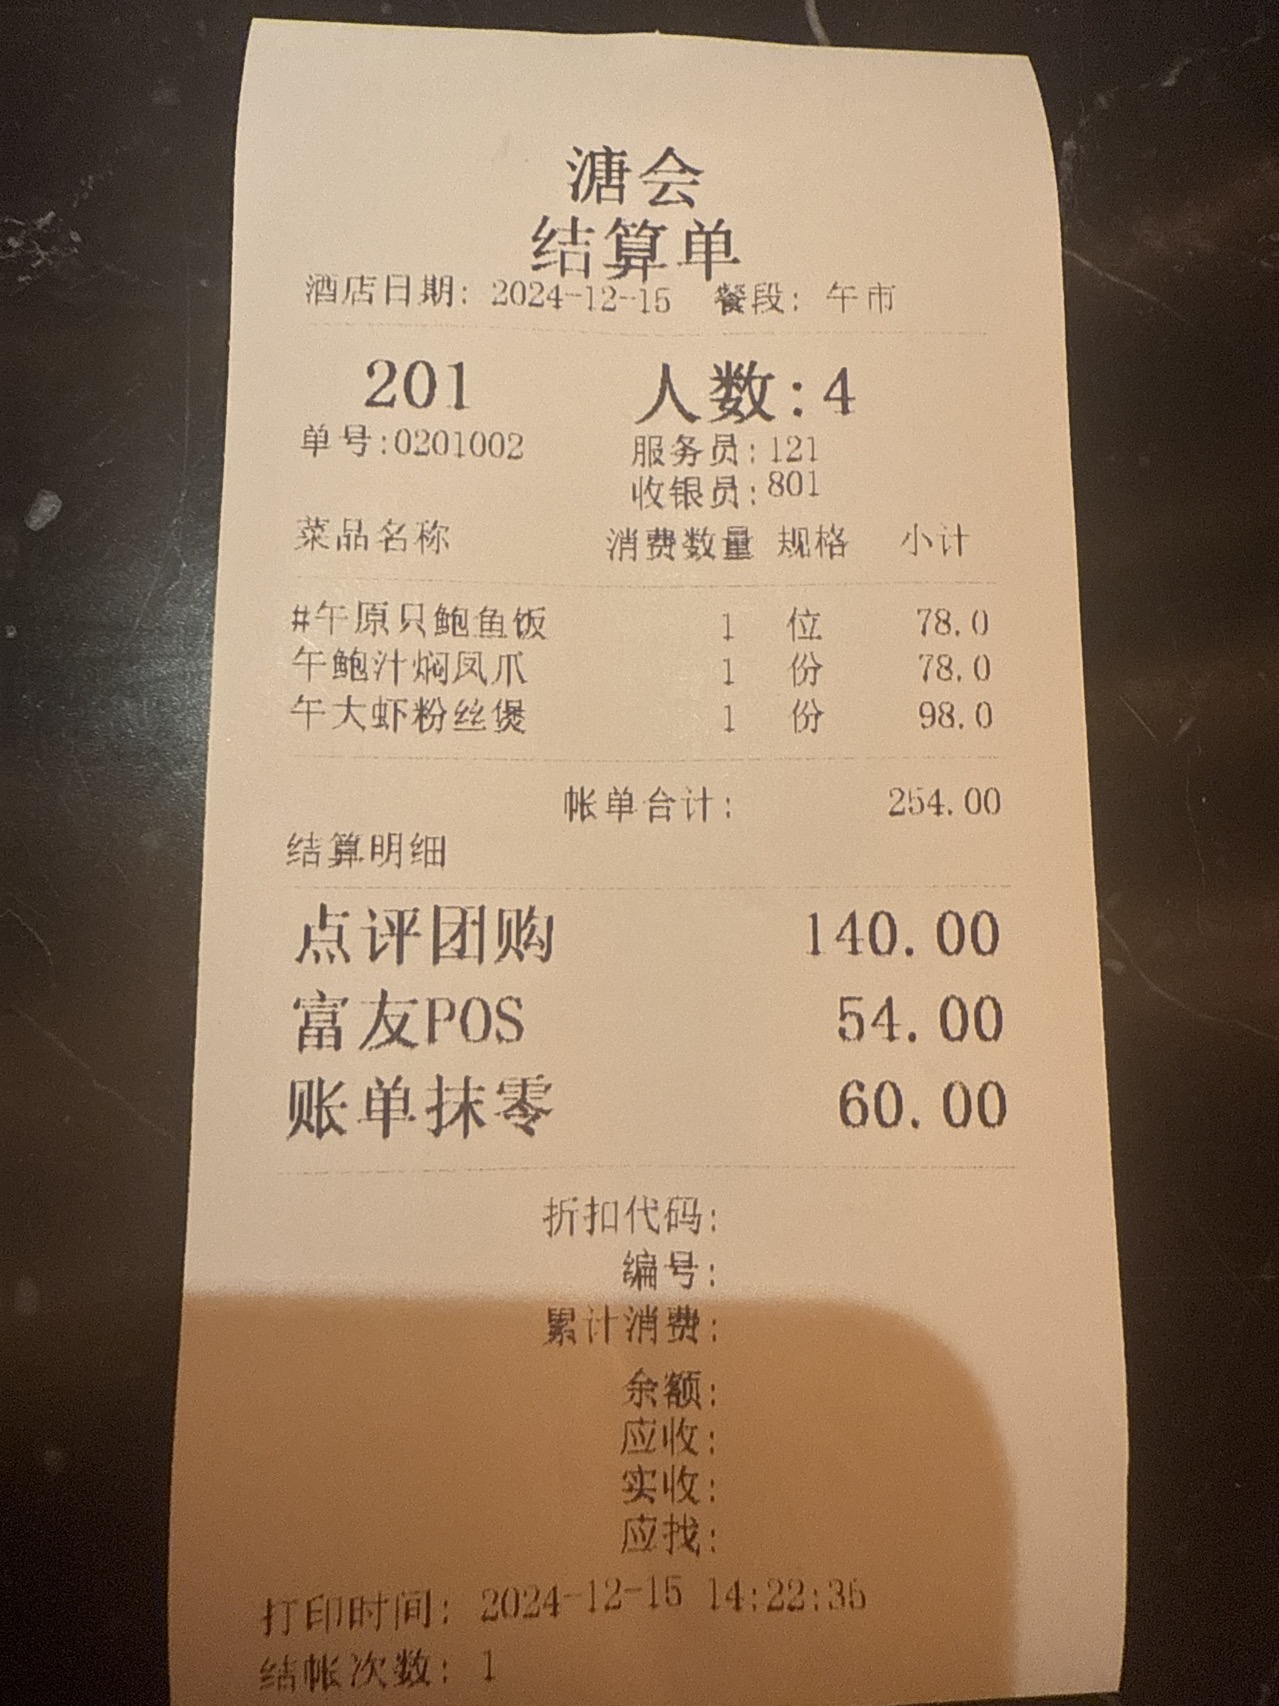 溏会
结算单
酒店日期: 2024-12-15 餐段: 午市
201 人数:4
单号:0201002 服务员:121
收银员:801
菜品名称 消费数量 规格 小计
#午原只鲍鱼饭 1 位 78.0
午鲍汁焖凤爪 1 份 78.0
午大虾粉丝煲 1 份 98.0
帐单合计: 254.00
结算明细
点评团购 140.00
富友POS 54.00
账单抹零 60.00
折扣代码:
编号:
累计消费:
余额:
应收:
实收:
应找:
打印时间: 2024-12-15 14:22:35
结帐次数: 1